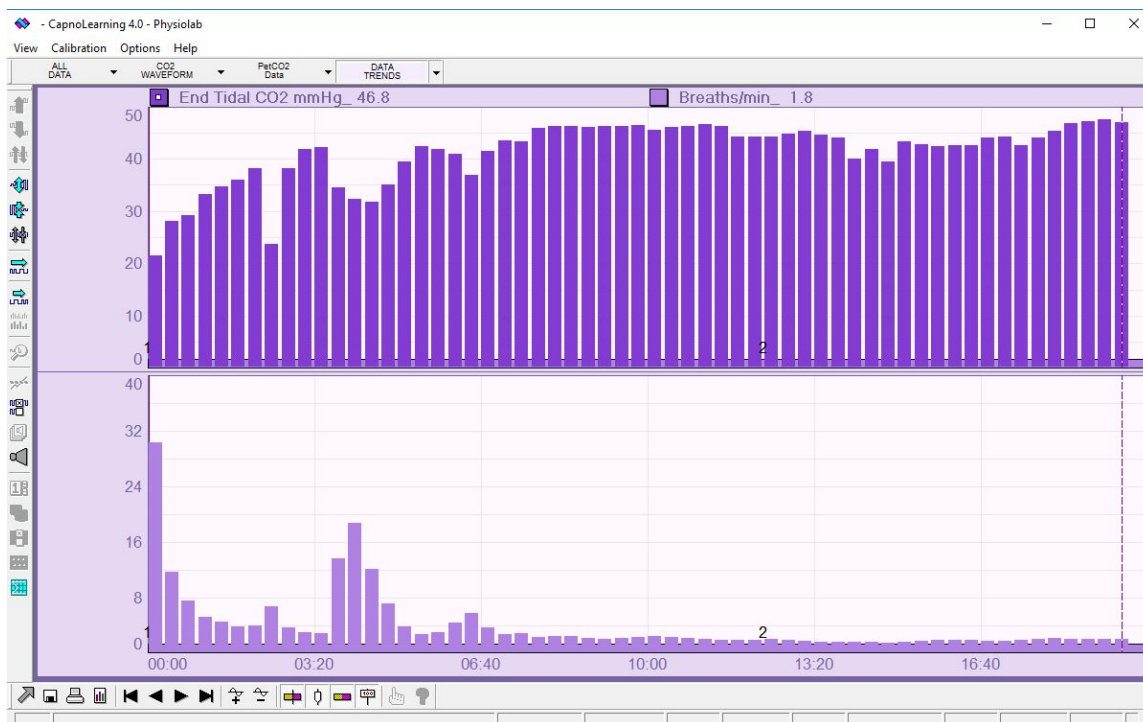 - CapnoLearning 4.0 - Physiolab
View Calibration Options Help
ALL DATA
CO2 WAVEFORM
PetCO2 Data
DATA TRENDS
End Tidal CO2 mmHg_ 46.8
Breaths/min_ 1.8
50
40
30
20
10
0
1
2
40
32
24
16
8
0
1
2
00:00 03:20 06:40 10:00 13:20 16:40